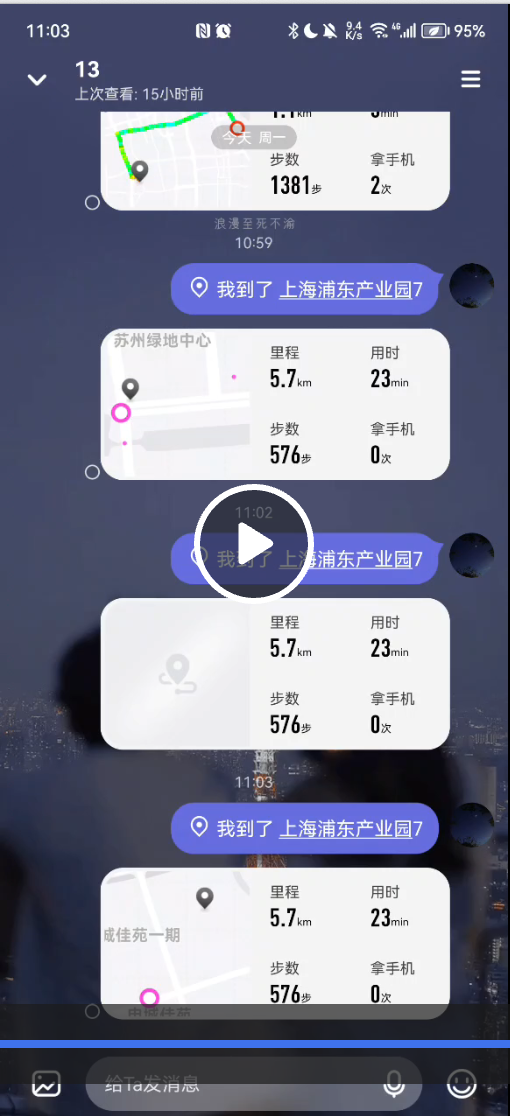 11:03
9.4
K/s
4G
95%
13
上次查看: 15小时前
1.1km
3min
今天 周一
步数
拿手机
1381步
2次
浪漫至死不渝
10:59
我到了 上海浦东产业园7
苏州绿地中心
里程
用时
5.7km
23min
步数
拿手机
576步
0次
11:02
我到了 上海浦东产业园7
里程
用时
5.7km
23min
步数
拿手机
576步
0次
11:03
我到了 上海浦东产业园7
里程
用时
5.7km
23min
城佳苑一期
步数
拿手机
576步
0次
中城佳苑
给Ta发消息